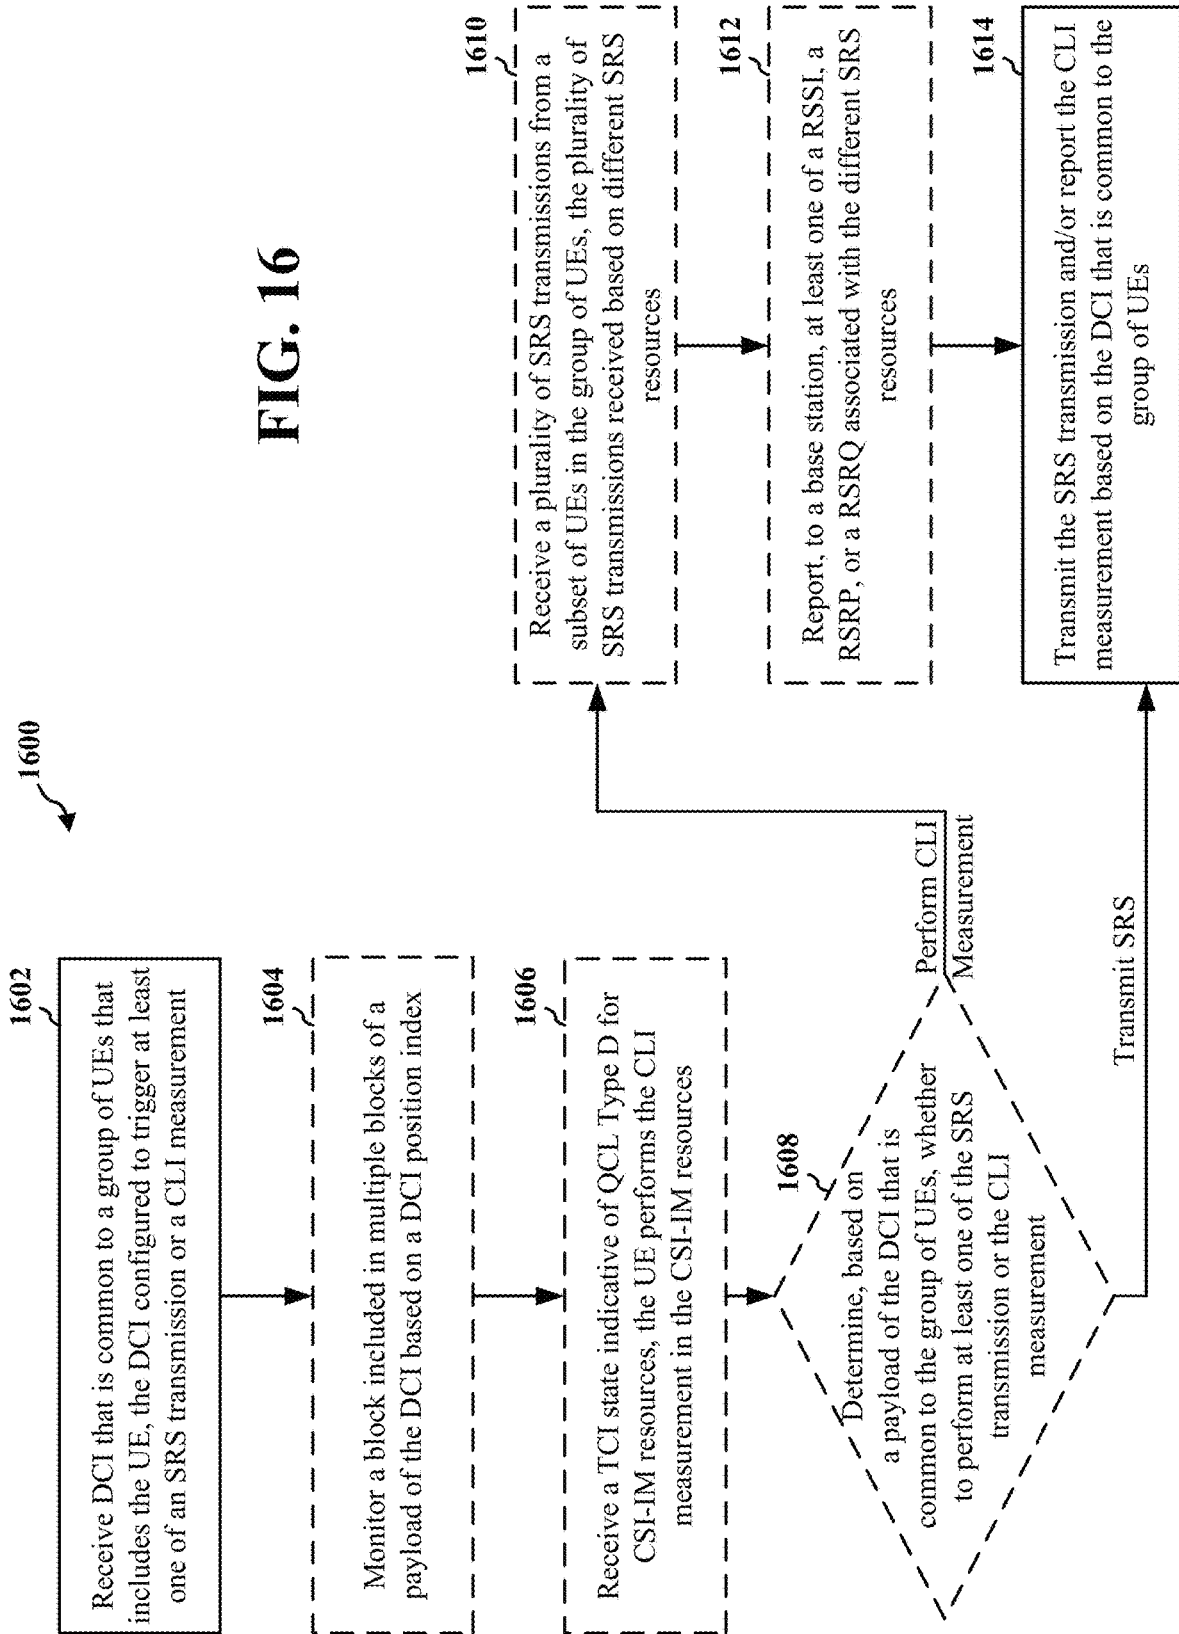 FIG. 16
1600
1602
Receive DCI that is common to a group of UEs that
includes the UE, the DCI configured to trigger at least
one of an SRS transmission or a CLI measurement
1604
Monitor a block included in multiple blocks of a
payload of the DCI based on a DCI position index
1606
Receive a TCI state indicative of QCL Type D for
CSI-IM resources, the UE performs the CLI
measurement in the CSI-IM resources
1608
Determine, based on
a payload of the DCI that is
common to the group of UEs, whether
to perform at least one of the SRS
transmission or the CLI
measurement
Perform CLI
Measurement
Transmit SRS
1610
Receive a plurality of SRS transmissions from a
subset of UEs in the group of UEs, the plurality of
SRS transmissions received based on different SRS
resources
1612
Report, to a base station, at least one of a RSSI, a
RSRP, or a RSRQ associated with the different SRS
resources
1614
Transmit the SRS transmission and/or report the CLI
measurement based on the DCI that is common to the
group of UEs